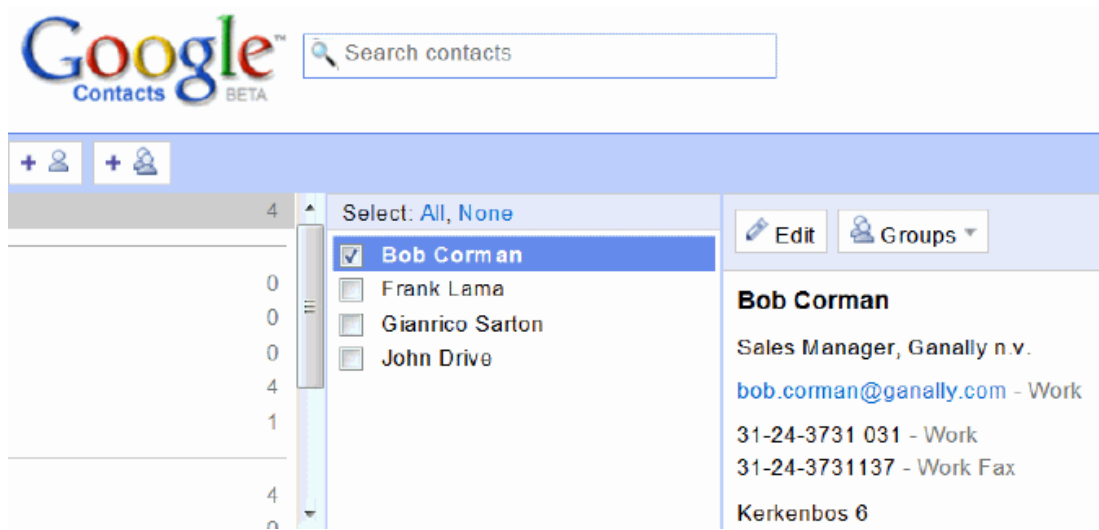 Google™
Contacts BETA
Search contacts
+ +
4
0
0
0
4
1
4
0
Select: All, None
Bob Corman
Frank Lama
Gianrico Sarton
John Drive
Edit Groups
Bob Corman
Sales Manager, Ganally n.v.
bob.corman@ganally.com - Work
31-24-3731 031 - Work
31-24-3731137 - Work Fax
Kerkenbos 6